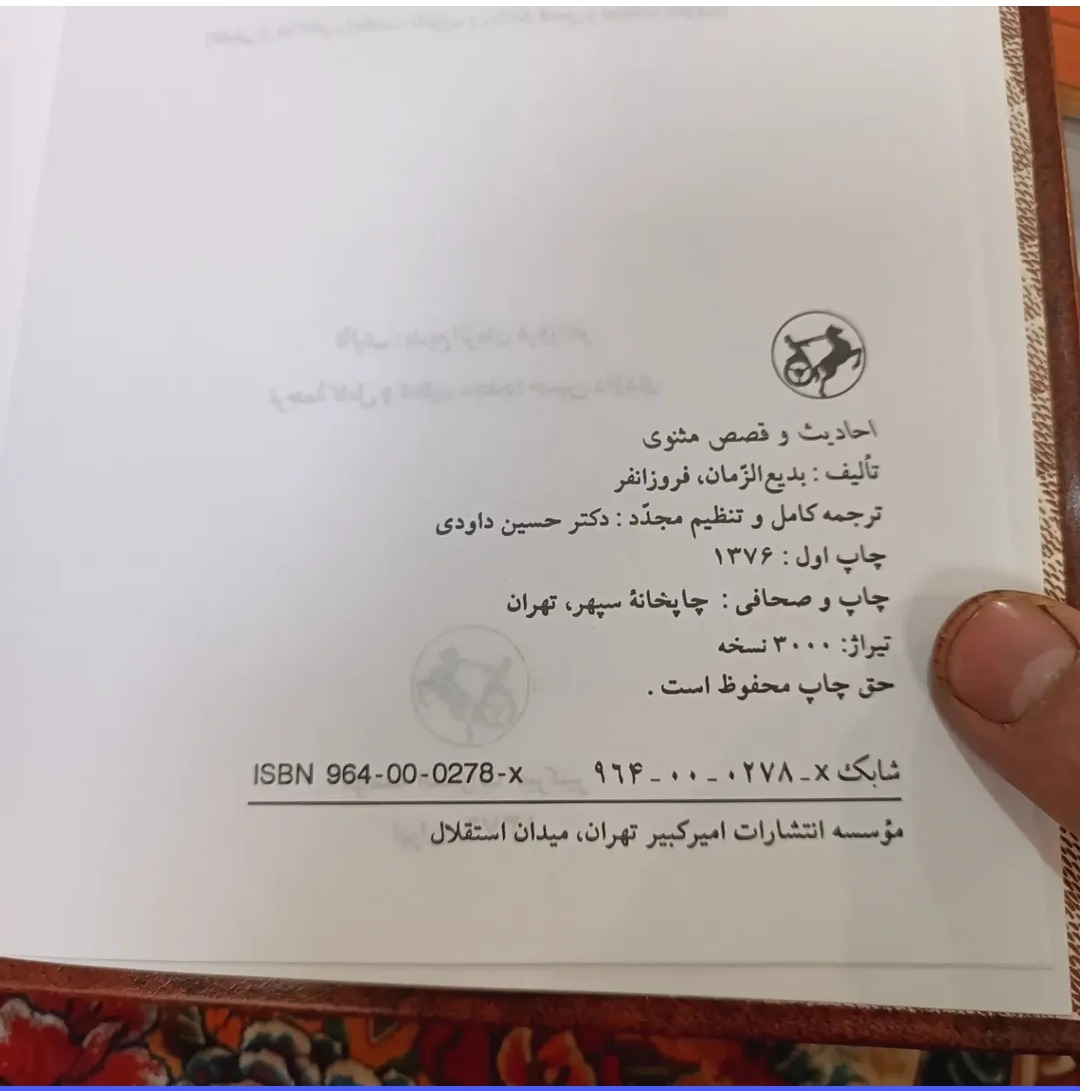 احادیث و قصص مثنوی
تألیف : بدیع‌الزّمان، فروزانفر
ترجمه کامل و تنظیم مجدّد : دکتر حسین داودی
چاپ اول : ۱۳۷۶
چاپ و صحافی : چاپخانهٔ سپهر، تهران
تیراژ: ۳۰۰۰ نسخه
حق چاپ محفوظ است .
شابک x-۹۶۴-۰۰-۰۲۷۸ ISBN 964-00-0278-x
مؤسسه انتشارات امیرکبیر تهران، میدان استقلال